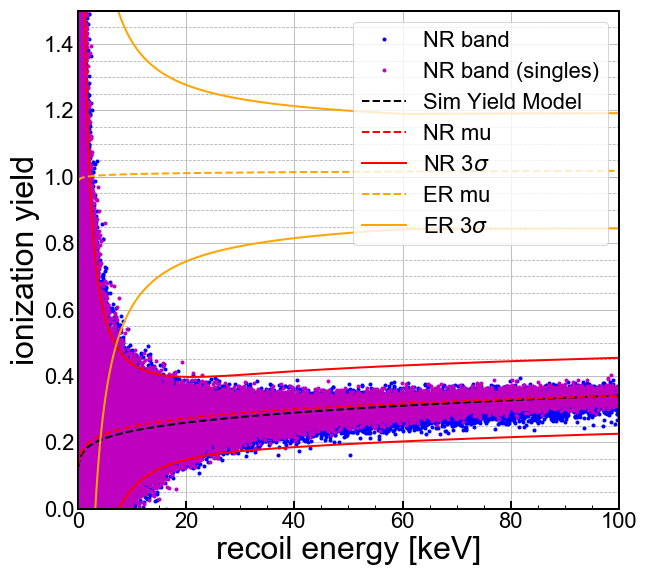 1.4
1.2
1.0
0.8
0.6
0.4
0.2
0.0
ionization yield
NR band
NR band (singles)
Sim Yield Model
NR mu
NR 3σ
ER mu
ER 3σ
0 20 40 60 80 100
recoil energy [keV]